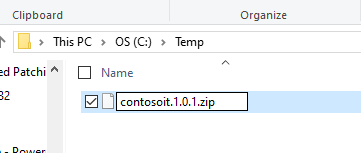 Clipboard
Organize
This PC > OS (C:) > Temp
Name
ed Patchi
32
contosoit.1.0.1.zip
- Power